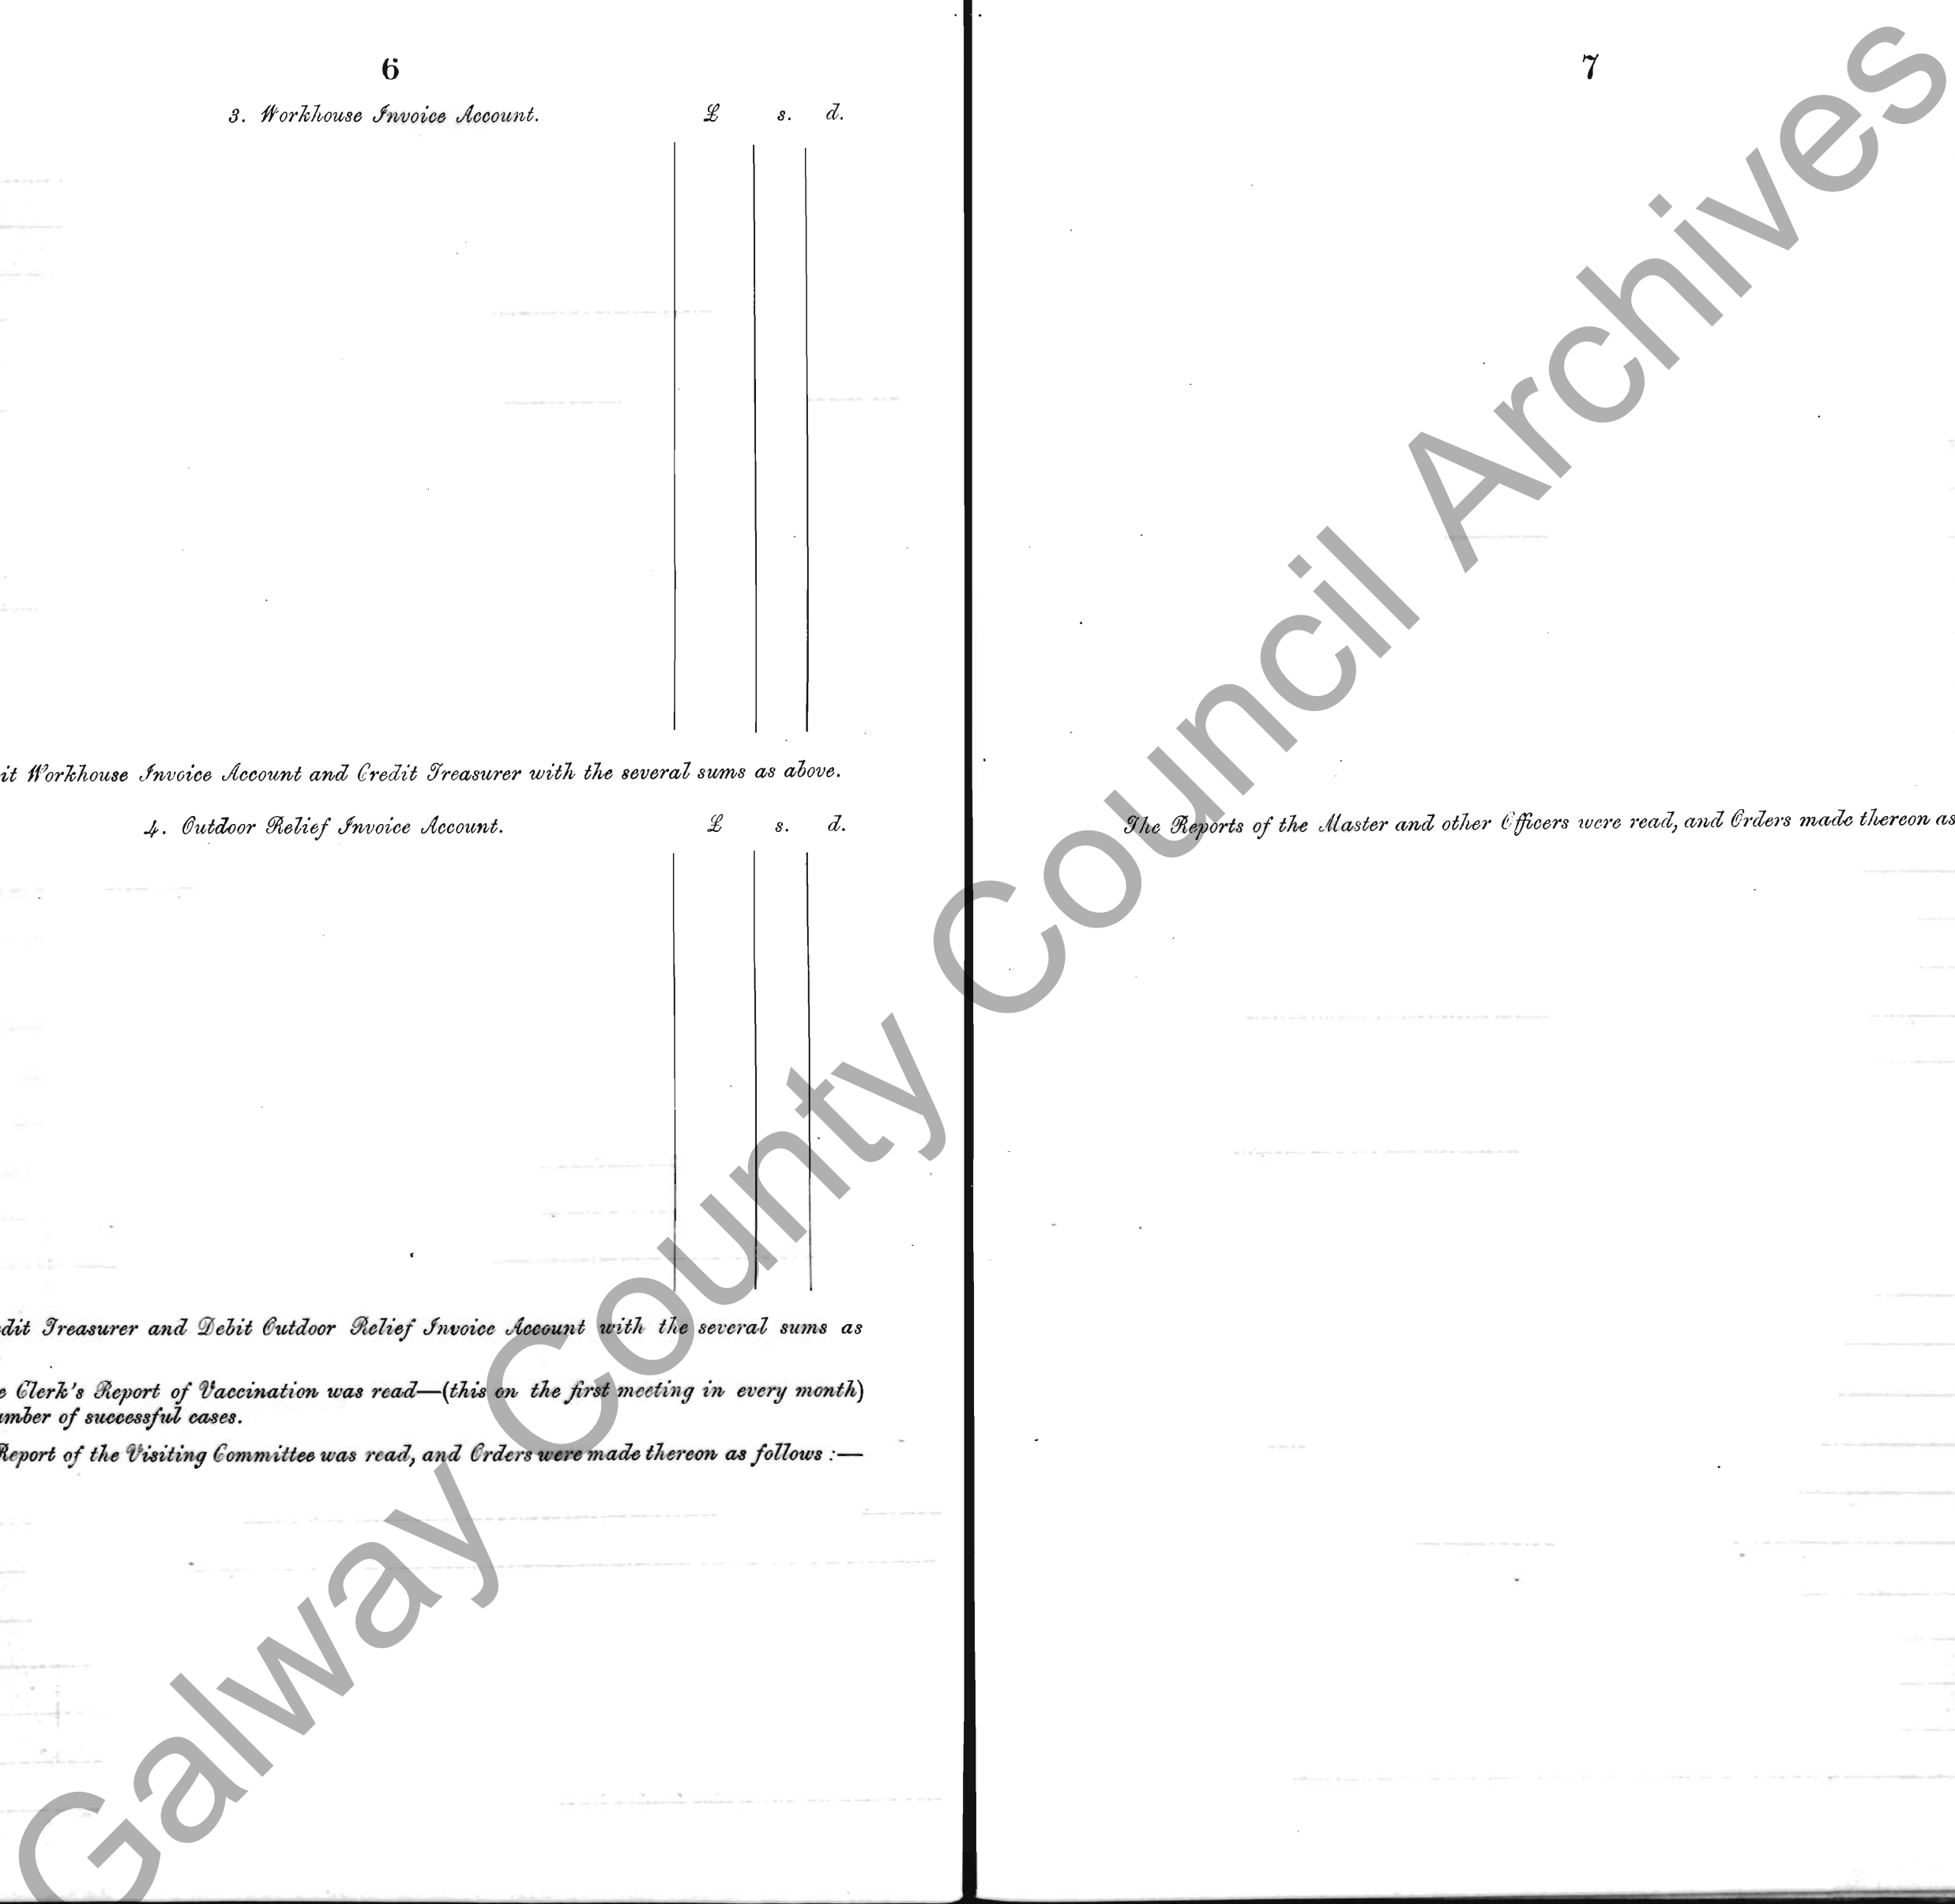 6
3. Workhouse Invoice Account. £ s. d.
it Workhouse Invoice Account and Credit Treasurer with the several sums as above.
4. Outdoor Relief Invoice Account. £ s. d.
dit Treasurer and Debit Outdoor Relief Invoice Account with the several sums as
e Clerk's Report of Vaccination was read—(this on the first meeting in every month)
mber of successful cases.
Report of the Visiting Committee was read, and Orders were made thereon as follows :—
7
The Reports of the Master and other Officers were read, and Orders made thereon as
Galway County Council Archives